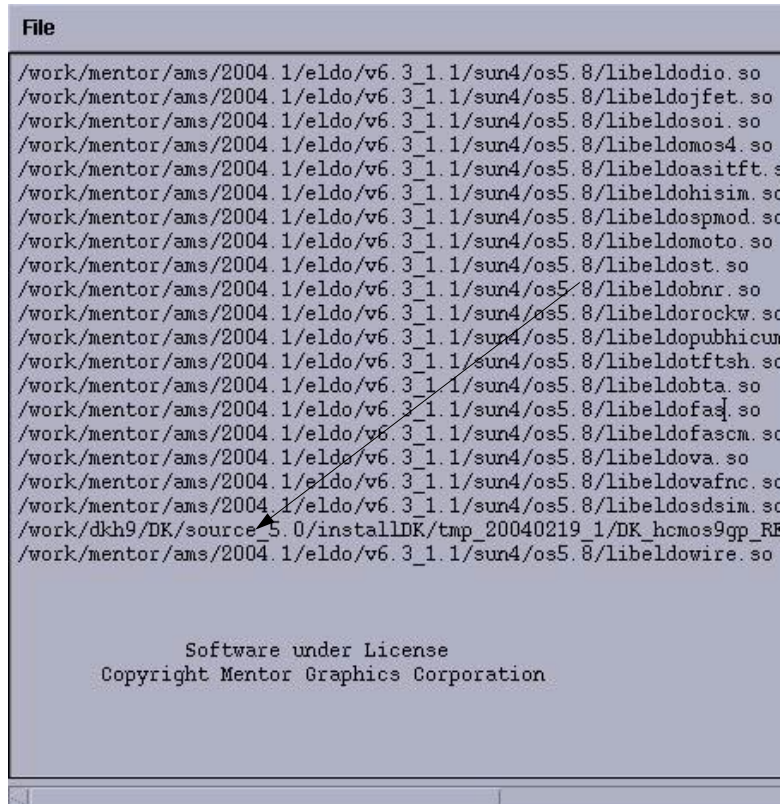 File
/work/mentor/ams/2004.1/eldo/v6.3_1.1/sun4/os5.8/libeldodio.so
/work/mentor/ams/2004.1/eldo/v6.3_1.1/sun4/os5.8/libeldojfet.so
/work/mentor/ams/2004.1/eldo/v6.3_1.1/sun4/os5.8/libeldosoi.so
/work/mentor/ams/2004.1/eldo/v6.3_1.1/sun4/os5.8/libeldomos4.so
/work/mentor/ams/2004.1/eldo/v6.3_1.1/sun4/os5.8/libeldoasitft.s
/work/mentor/ams/2004.1/eldo/v6.3_1.1/sun4/os5.8/libeldohisim.so
/work/mentor/ams/2004.1/eldo/v6.3_1.1/sun4/os5.8/libeldospmod.so
/work/mentor/ams/2004.1/eldo/v6.3_1.1/sun4/os5.8/libeldomoto.so
/work/mentor/ams/2004.1/eldo/v6.3_1.1/sun4/os5.8/libeldost.so
/work/mentor/ams/2004.1/eldo/v6.3_1.1/sun4/os5.8/libeldobnr.so
/work/mentor/ams/2004.1/eldo/v6.3_1.1/sun4/os5.8/libeldorockw.so
/work/mentor/ams/2004.1/eldo/v6.3_1.1/sun4/os5.8/libeldopubhicum
/work/mentor/ams/2004.1/eldo/v6.3_1.1/sun4/os5.8/libeldotftsh.so
/work/mentor/ams/2004.1/eldo/v6.3_1.1/sun4/os5.8/libeldobta.so
/work/mentor/ams/2004.1/eldo/v6.3_1.1/sun4/os5.8/libeldofas.so
/work/mentor/ams/2004.1/eldo/v6.3_1.1/sun4/os5.8/libeldofascm.so
/work/mentor/ams/2004.1/eldo/v6.3_1.1/sun4/os5.8/libeldova.so
/work/mentor/ams/2004.1/eldo/v6.3_1.1/sun4/os5.8/libeldovafnc.so
/work/mentor/ams/2004.1/eldo/v6.3_1.1/sun4/os5.8/libeldosdsim.so
/work/dkh9/DK/source_5.0/installDK/tmp_20040219_1/DK_hcmos9gp_RE
/work/mentor/ams/2004.1/eldo/v6.3_1.1/sun4/os5.8/libeldowire.so
Software under License
Copyright Mentor Graphics Corporation